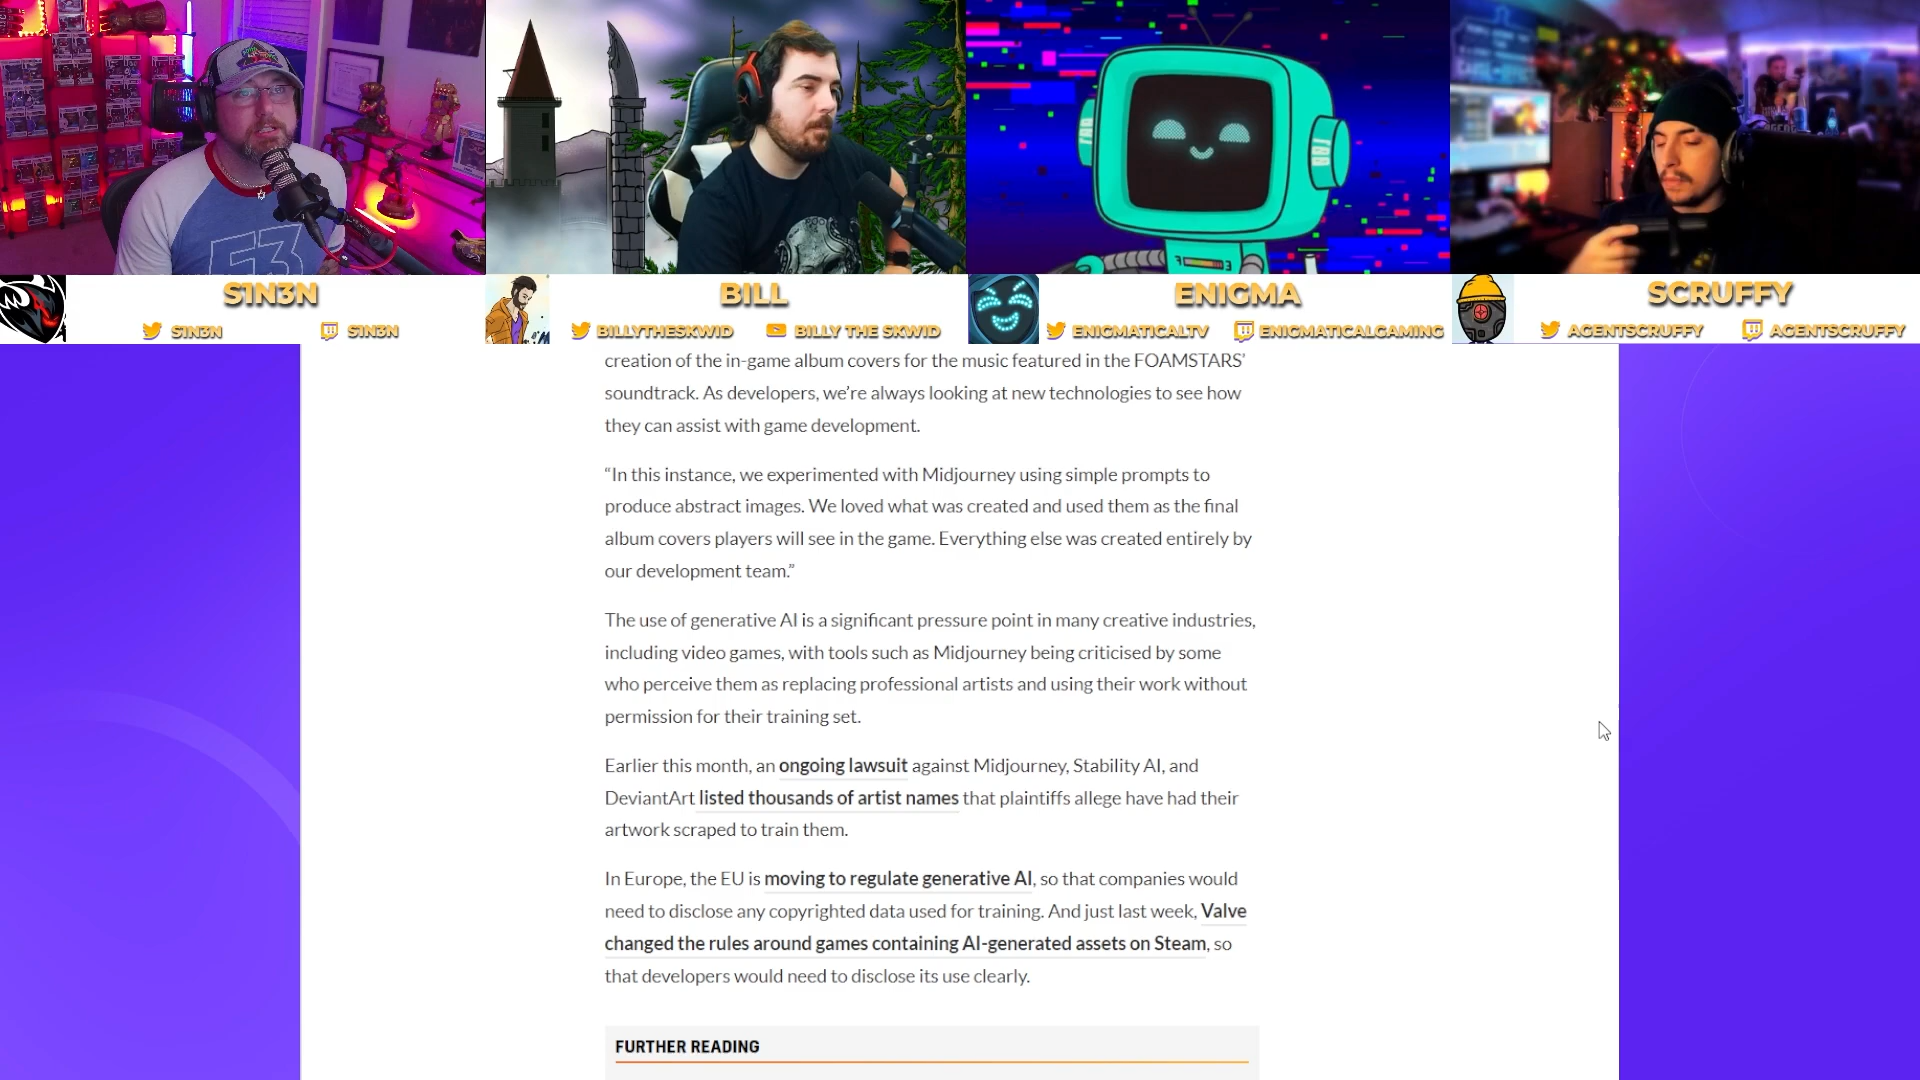 E3
S1N3N
BILL
ENIGMA
SCRUFFY
S1N3N
S1N3N
BILLYTHESKWID
BILLY THE SKWID
ENIGMATICALTV
ENIGMATICALGAMING
AGENTSCRUFFY
AGENTSCRUFFY
creation of the in-game album covers for the music featured in the FOAMSTARS’
soundtrack. As developers, we’re always looking at new technologies to see how
they can assist with game development.
“In this instance, we experimented with Midjourney using simple prompts to
produce abstract images. We loved what was created and used them as the final
album covers players will see in the game. Everything else was created entirely by
our development team.”
The use of generative AI is a significant pressure point in many creative industries,
including video games, with tools such as Midjourney being criticised by some
who perceive them as replacing professional artists and using their work without
permission for their training set.
Earlier this month, an ongoing lawsuit against Midjourney, Stability AI, and
DeviantArt listed thousands of artist names that plaintiffs allege have had their
artwork scraped to train them.
In Europe, the EU is moving to regulate generative AI, so that companies would
need to disclose any copyrighted data used for training. And just last week, Valve
changed the rules around games containing AI-generated assets on Steam, so
that developers would need to disclose its use clearly.
FURTHER READING